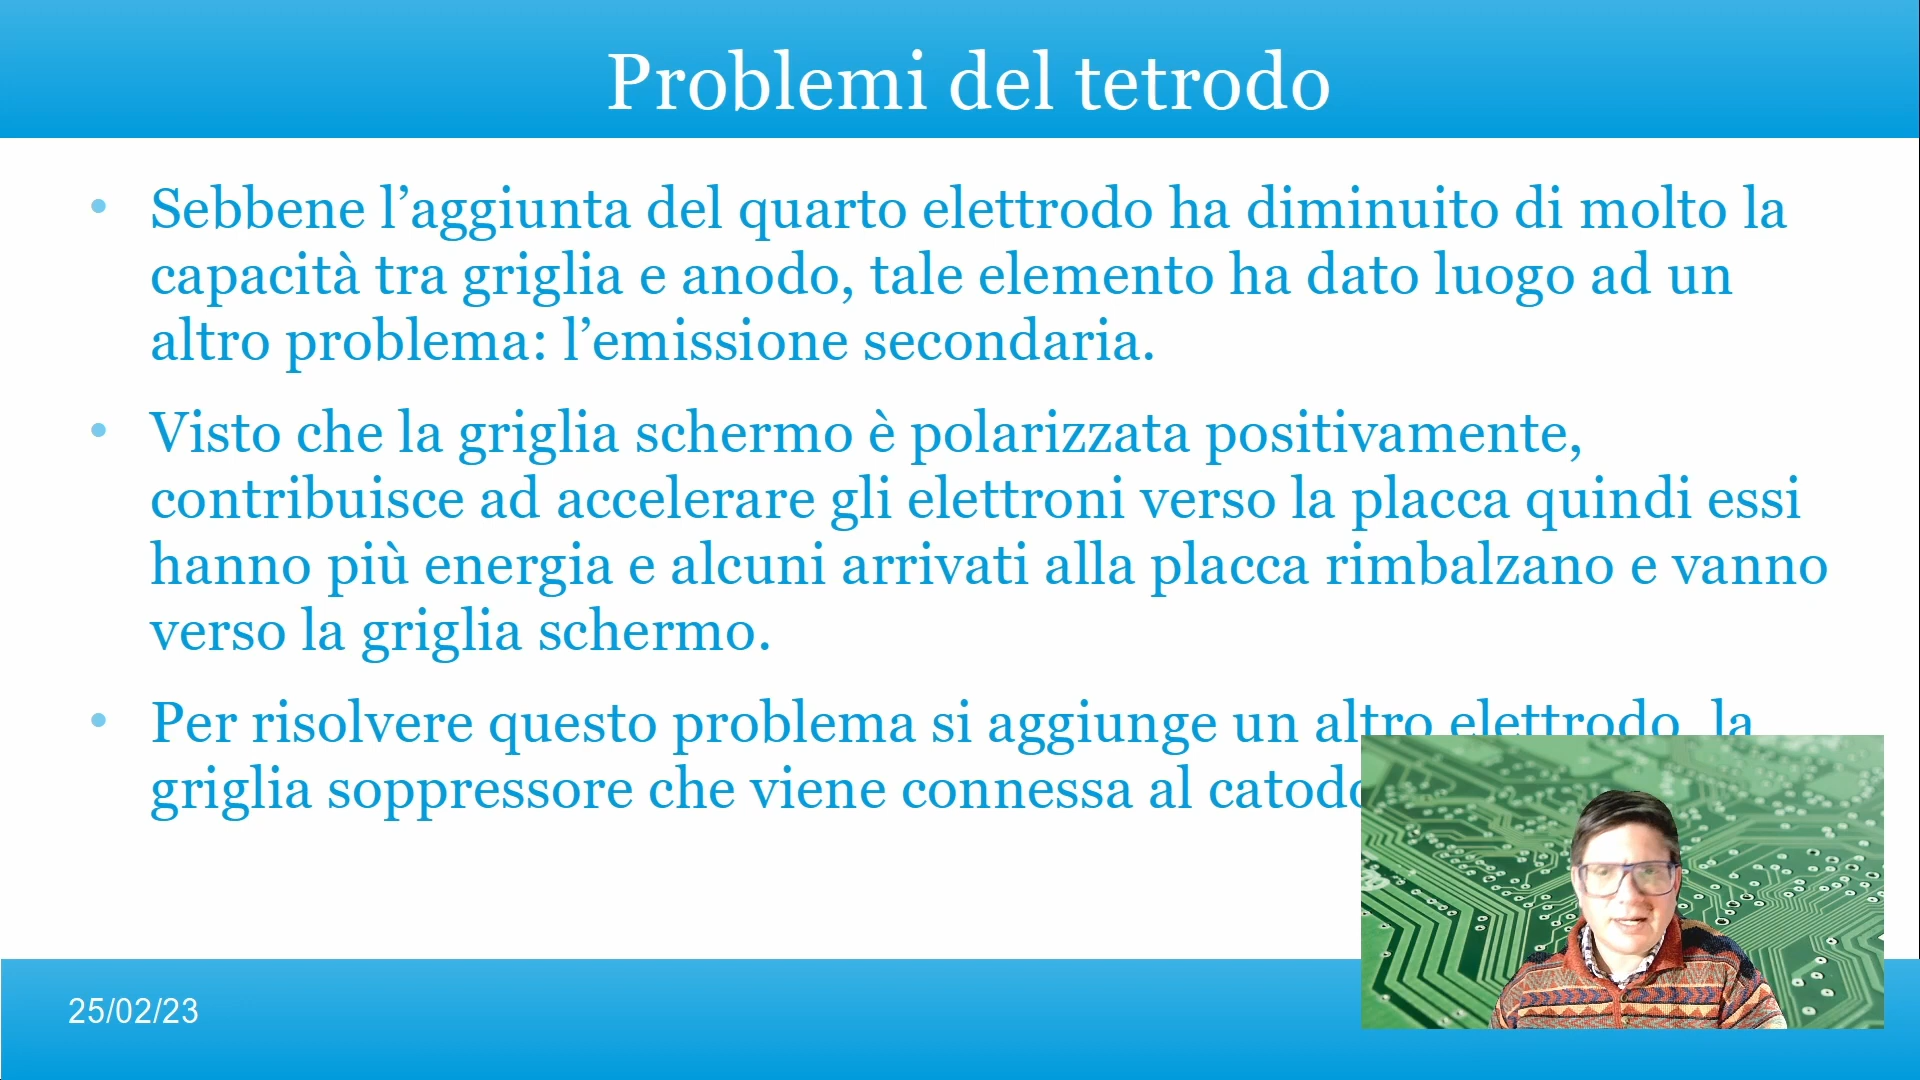 Problemi del tetrodo
• Sebbene l’aggiunta del quarto elettrodo ha diminuito di molto la
capacità tra griglia e anodo, tale elemento ha dato luogo ad un
altro problema: l’emissione secondaria.
• Visto che la griglia schermo è polarizzata positivamente,
contribuisce ad accelerare gli elettroni verso la placca quindi essi
hanno più energia e alcuni arrivati alla placca rimbalzano e vanno
verso la griglia schermo.
• Per risolvere questo problema si aggiunge un altro elettrodo, la
griglia soppressore che viene connessa al catodo
25/02/23